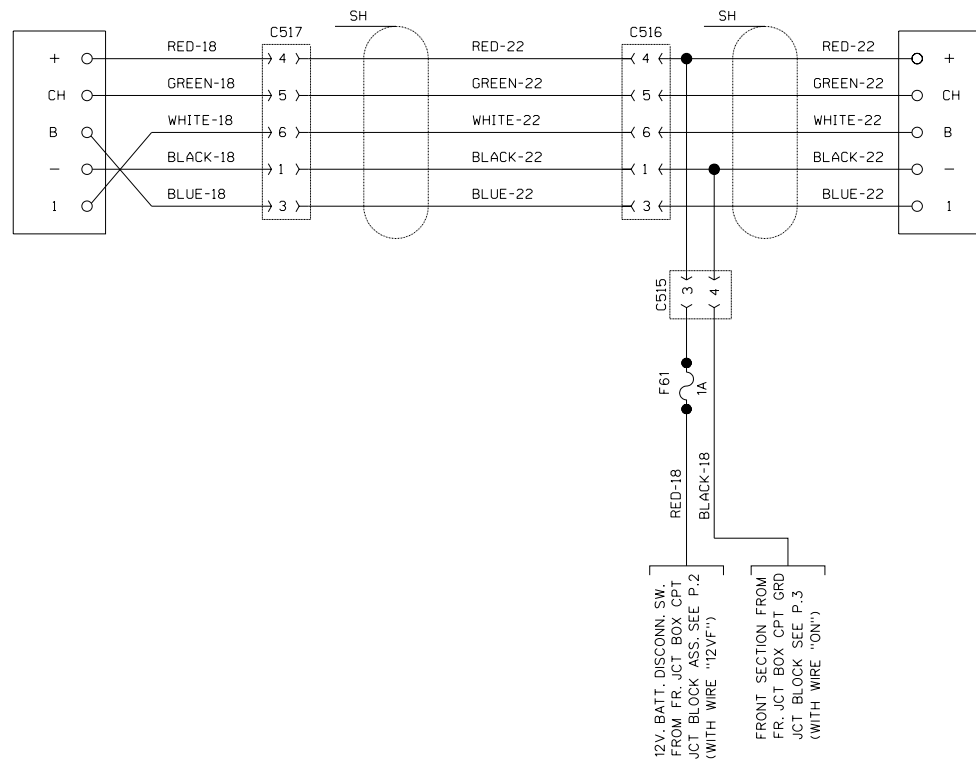 SH
SH
C517
C516
+ RED-18 4 RED-22 4 RED-22 +
CH GREEN-18 5 GREEN-22 5 GREEN-22 CH
B WHITE-18 6 WHITE-22 6 WHITE-22 B
- BLACK-18 1 BLACK-22 1 BLACK-22 -
1 BLUE-18 3 BLUE-22 3 BLUE-22 1
C515
3
4
F61
1A
RED-18
BLACK-18
12V. BATT. DISCONN. SW.
FROM FR. JCT BOX CPT
JCT BLOCK ASS. SEE P.2
(WITH WIRE "12VF")
FRONT SECTION FROM
FR. JCT BOX CPT GRD
JCT BLOCK SEE P.3
(WITH WIRE "ON")